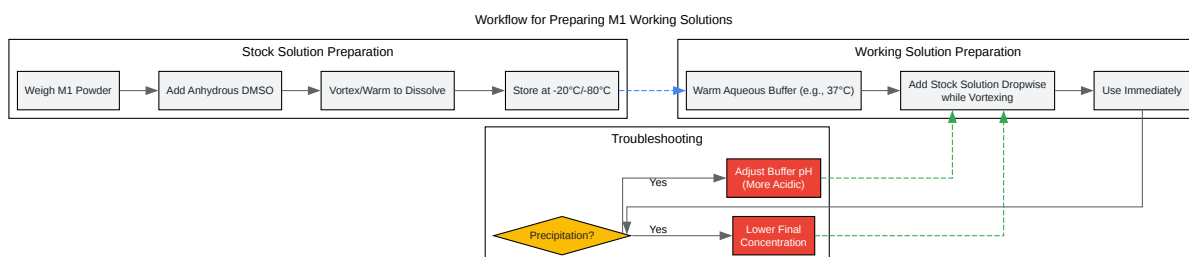 Workflow for Preparing M1 Working Solutions
Stock Solution Preparation
Weigh M1 Powder
Add Anhydrous DMSO
Vortex/Warm to Dissolve
Store at -20°C/-80°C
Working Solution Preparation
Warm Aqueous Buffer (e.g., 37°C)
Add Stock Solution Dropwise
while Vortexing
Use Immediately
Troubleshooting
Precipitation?
Yes
Adjust Buffer pH
(More Acidic)
Yes
Lower Final
Concentration